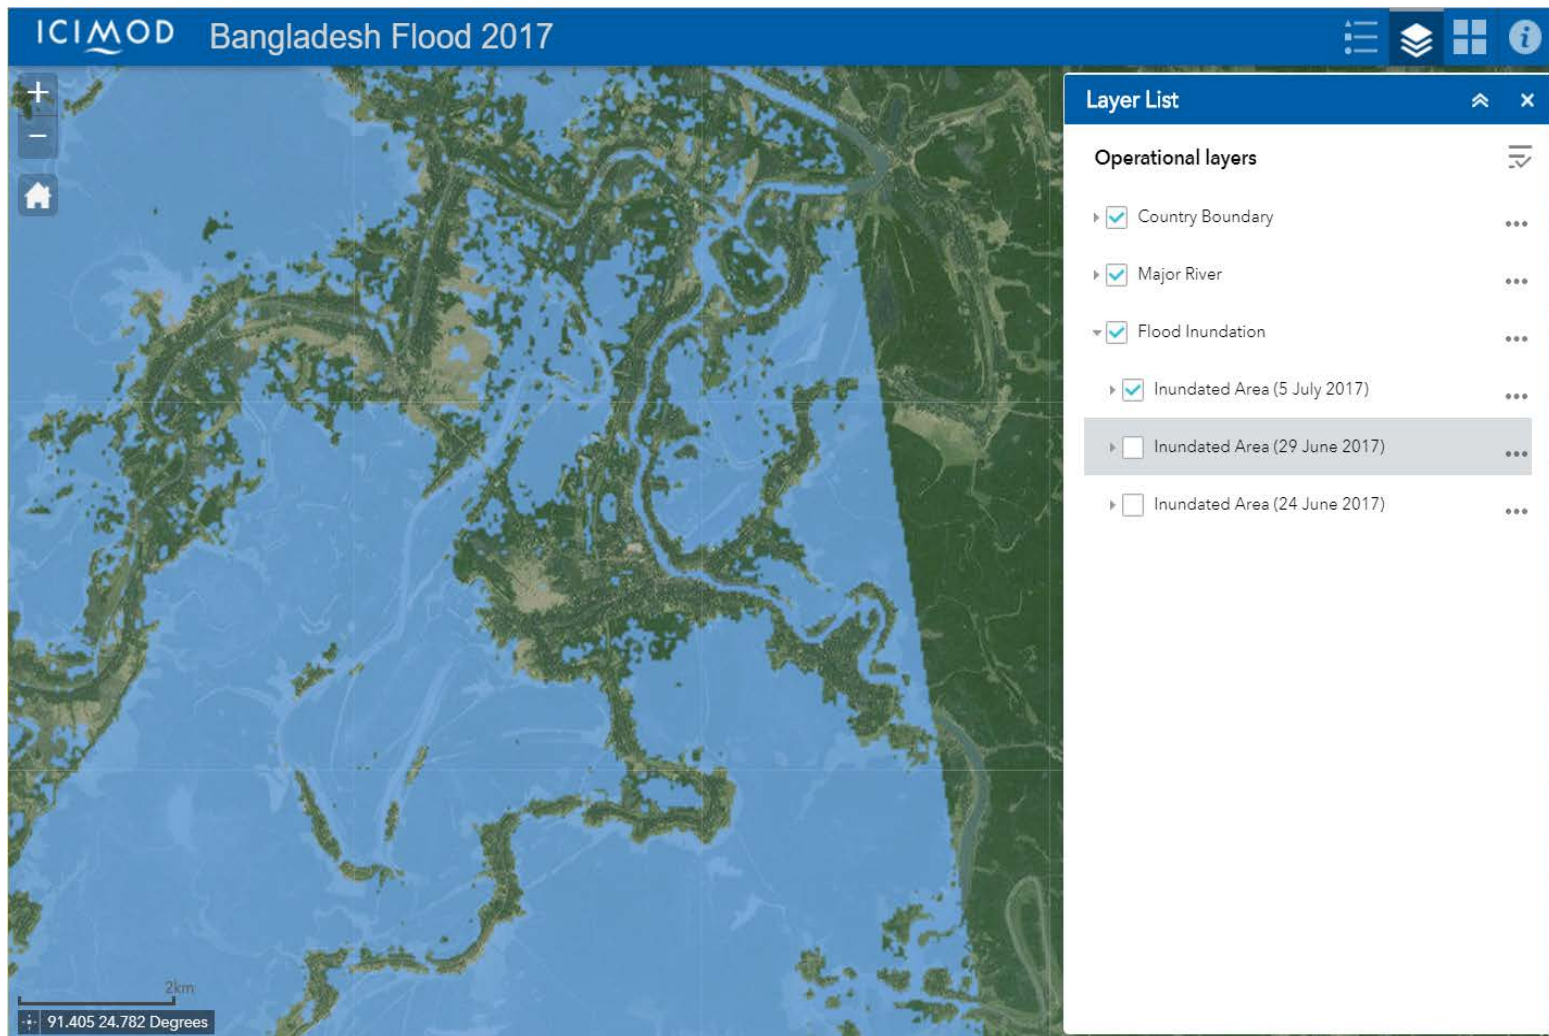 ICIMOD Bangladesh Flood 2017
Layer List
Operational layers
Country Boundary
Major River
Flood Inundation
Inundated Area (5 July 2017)
Inundated Area (29 June 2017)
Inundated Area (24 June 2017)
2km
91.405 24.782 Degrees